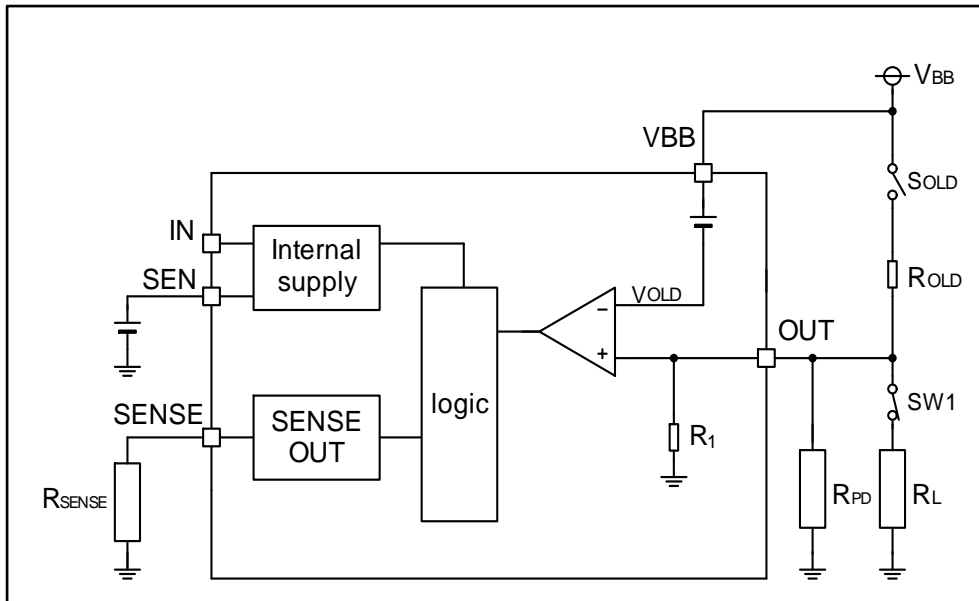 VBB
VBB
SOLD
IN
Internal
supply
SEN
VOLD
ROLD
−
+
OUT
SENSE
SENSE
OUT
logic
R1
SW1
RSENSE
RPD
RL